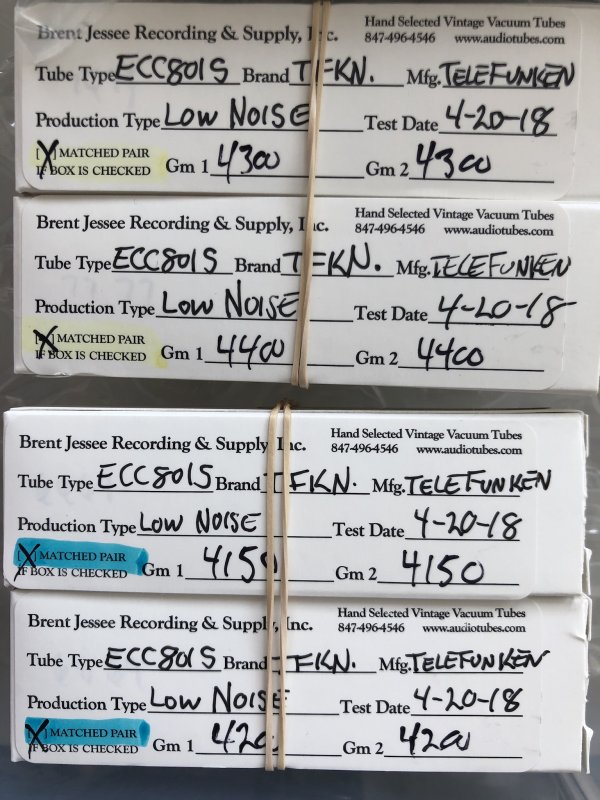 Brent Jessee Recording & Supply, Inc. Hand Selected Vintage Vacuum Tubes
847-496-4546 www.audiotubes.com
Tube Type ECC801S Brand TFKN. Mfg. TELEFUNKEN
Production Type LOW NOISE Test Date 4-20-18
[X] MATCHED PAIR
IF BOX IS CHECKED Gm 1 4300 Gm 2 4300
Brent Jessee Recording & Supply, Inc. Hand Selected Vintage Vacuum Tubes
847-496-4546 www.audiotubes.com
Tube Type ECC801S Brand TFKN. Mfg. TELEFUNKEN
Production Type LOW NOISE Test Date 4-20-18
[X] MATCHED PAIR
IF BOX IS CHECKED Gm 1 4400 Gm 2 4400
Brent Jessee Recording & Supply, Inc. Hand Selected Vintage Vacuum Tubes
847-496-4546 www.audiotubes.com
Tube Type ECC801S Brand TFKN. Mfg. TELEFUNKEN
Production Type LOW NOISE Test Date 4-20-18
[X] MATCHED PAIR
IF BOX IS CHECKED Gm 1 4150 Gm 2 4150
Brent Jessee Recording & Supply, Inc. Hand Selected Vintage Vacuum Tubes
847-496-4546 www.audiotubes.com
Tube Type ECC801S Brand TFKN. Mfg. TELEFUNKEN
Production Type LOW NOISE Test Date 4-20-18
[X] MATCHED PAIR
IF BOX IS CHECKED Gm 1 4200 Gm 2 4200